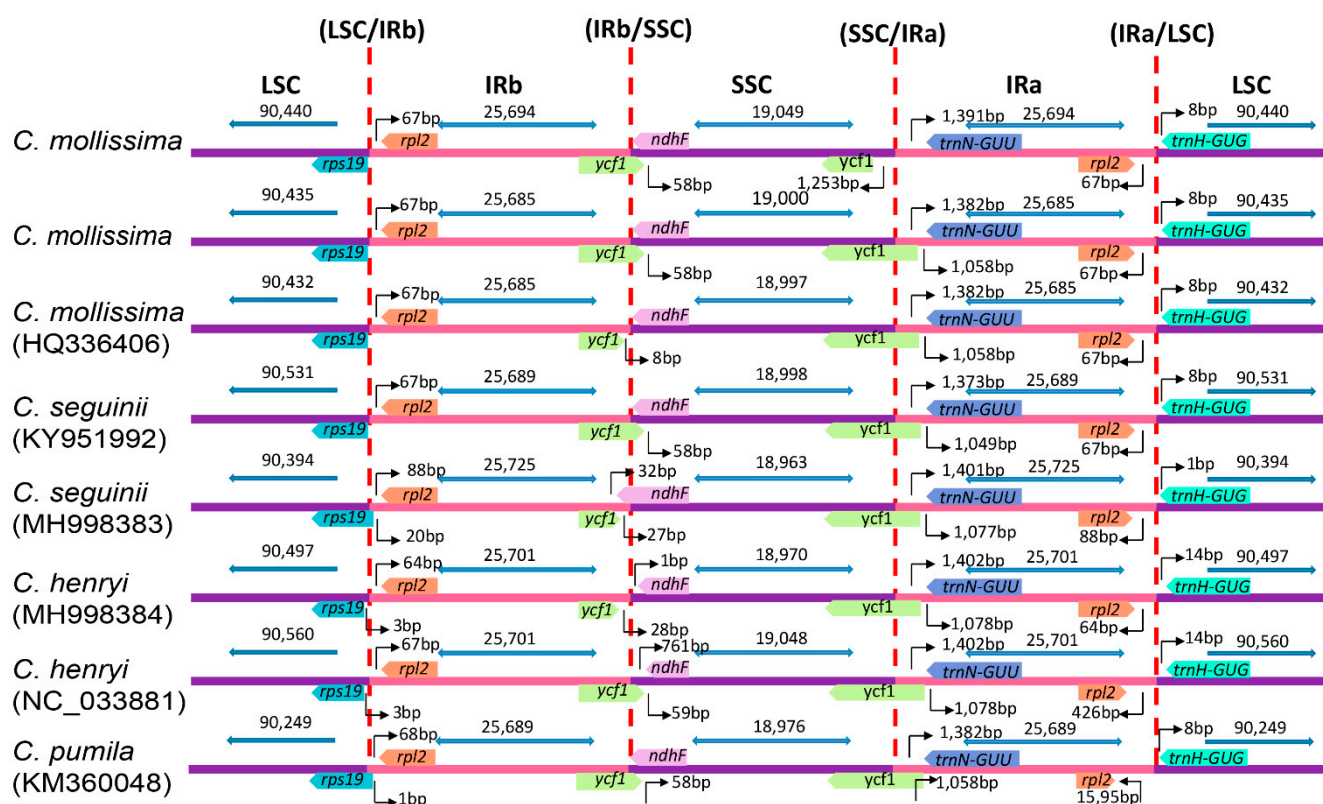 (LSC/IRb) (IRb/SSC) (SSC/IRa) (IRa/LSC)
LSC IRb SSC IRa LSC
90,440 67bp 25,694 19,049 1,391bp 25,694 8bp 90,440
C. mollissima rpl2 ndhF trnN-GUU trnH-GUG
rps19 ycf1 ycf1 rpl2
58bp 1,253bp 67bp
90,435 67bp 25,685 19,000 1,382bp 25,685 8bp 90,435
C. mollissima rpl2 ndhF trnN-GUU trnH-GUG
rps19 ycf1 ycf1 rpl2
58bp 1,058bp 67bp
90,432 67bp 25,685 18,997 1,382bp 25,685 8bp 90,432
C. mollissima rpl2 ndhF trnN-GUU trnH-GUG
(HQ336406) rps19 ycf1 ycf1 rpl2
8bp 1,058bp 67bp
90,531 67bp 25,689 18,998 1,373bp 25,689 8bp 90,531
C. seguinii rpl2 ndhF trnN-GUU trnH-GUG
(KY951992) rps19 ycf1 ycf1 rpl2
58bp 1,049bp 67bp
90,394 88bp 25,725 32bp 18,963 1,401bp 25,725 1bp 90,394
C. seguinii rpl2 ndhF trnN-GUU trnH-GUG
(MH998383) rps19 ycf1 ycf1 rpl2
20bp 27bp 1,077bp 88bp
90,497 64bp 25,701 1bp 18,970 1,402bp 25,701 14bp 90,497
C. henryi rpl2 ndhF trnN-GUU trnH-GUG
(MH998384) rps19 ycf1 ycf1 rpl2
3bp 28bp 1,078bp 64bp
90,560 67bp 25,701 761bp 19,048 1,402bp 25,701 14bp 90,560
C. henryi rpl2 ndhF trnN-GUU trnH-GUG
(NC_033881) rps19 ycf1 ycf1 rpl2
3bp 59bp 1,078bp 426bp
90,249 68bp 25,689 18,976 1,382bp 25,689 8bp 90,249
C. pumila rpl2 ndhF trnN-GUU trnH-GUG
(KM360048) rps19 ycf1 ycf1 rpl2
1bp 58bp 1,058bp 15,95bp